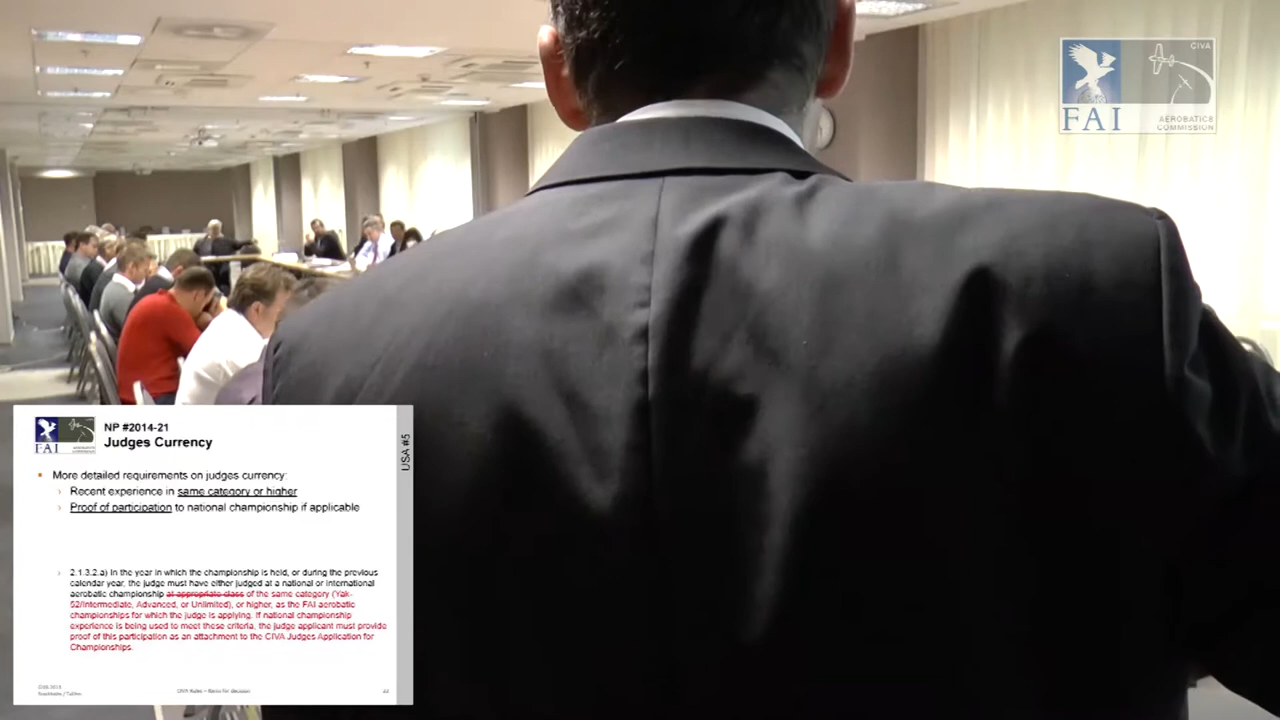 CIVA
FAI
AEROBATICS
COMMISSION
FAI
NP #2014-21
Judges Currency
USA #5
More detailed requirements on judges currency:
Recent experience in same category or higher
Proof of participation to national championship if applicable
2.1.3.2.a) In the year in which the championship is held, or during the previous
calendar year, the judge must have either judged at a national or international
aerobatic championship at appropriate class of the same category (Yak-
52/Intermediate, Advanced, or Unlimited), or higher, as the FAI aerobatic
championships for which the judge is applying. If national championship
experience is being used to meet these criteria, the judge applicant must provide
proof of this participation as an attachment to the CIVA Judges Application for
Championships.
CIVA Rules – Items for decision